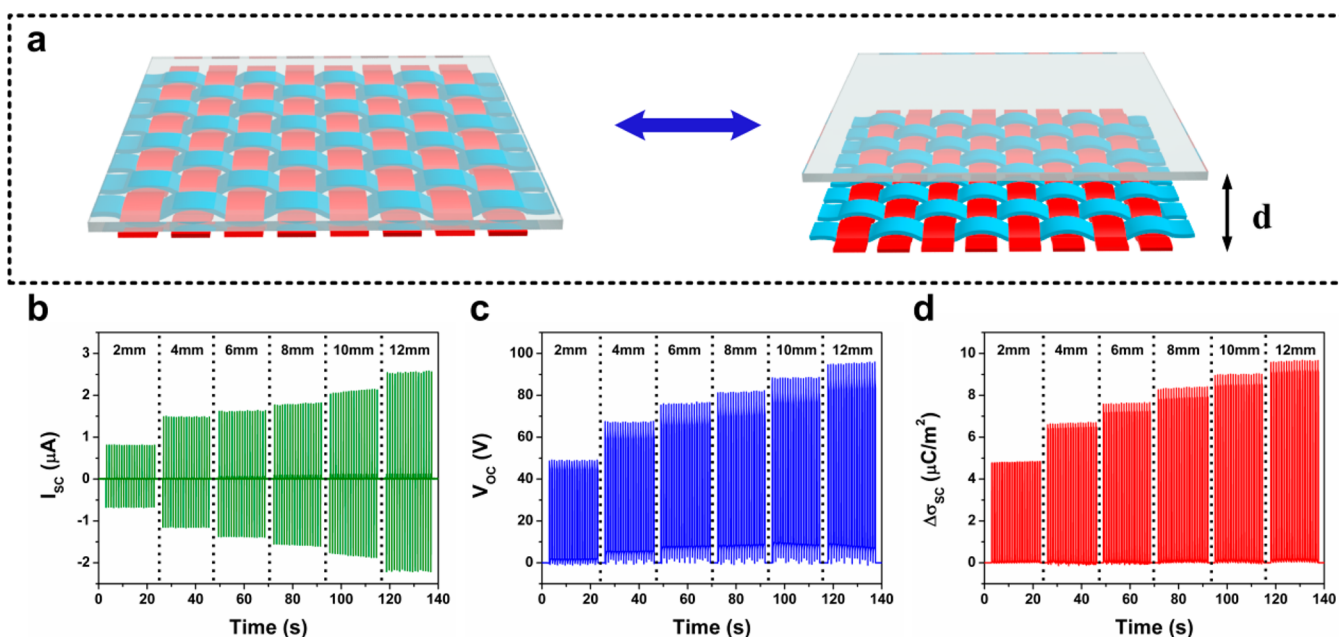 a
d
b
I_SC (μA)
3
2
1
0
-1
-2
2mm 4mm 6mm 8mm 10mm 12mm
0 20 40 60 80 100 120 140
Time (s)
c
V_OC (V)
100
80
60
40
20
0
2mm 4mm 6mm 8mm 10mm 12mm
0 20 40 60 80 100 120 140
Time (s)
d
Δσ_SC (μC/m²)
10
8
6
4
2
0
2mm 4mm 6mm 8mm 10mm 12mm
0 20 40 60 80 100 120 140
Time (s)